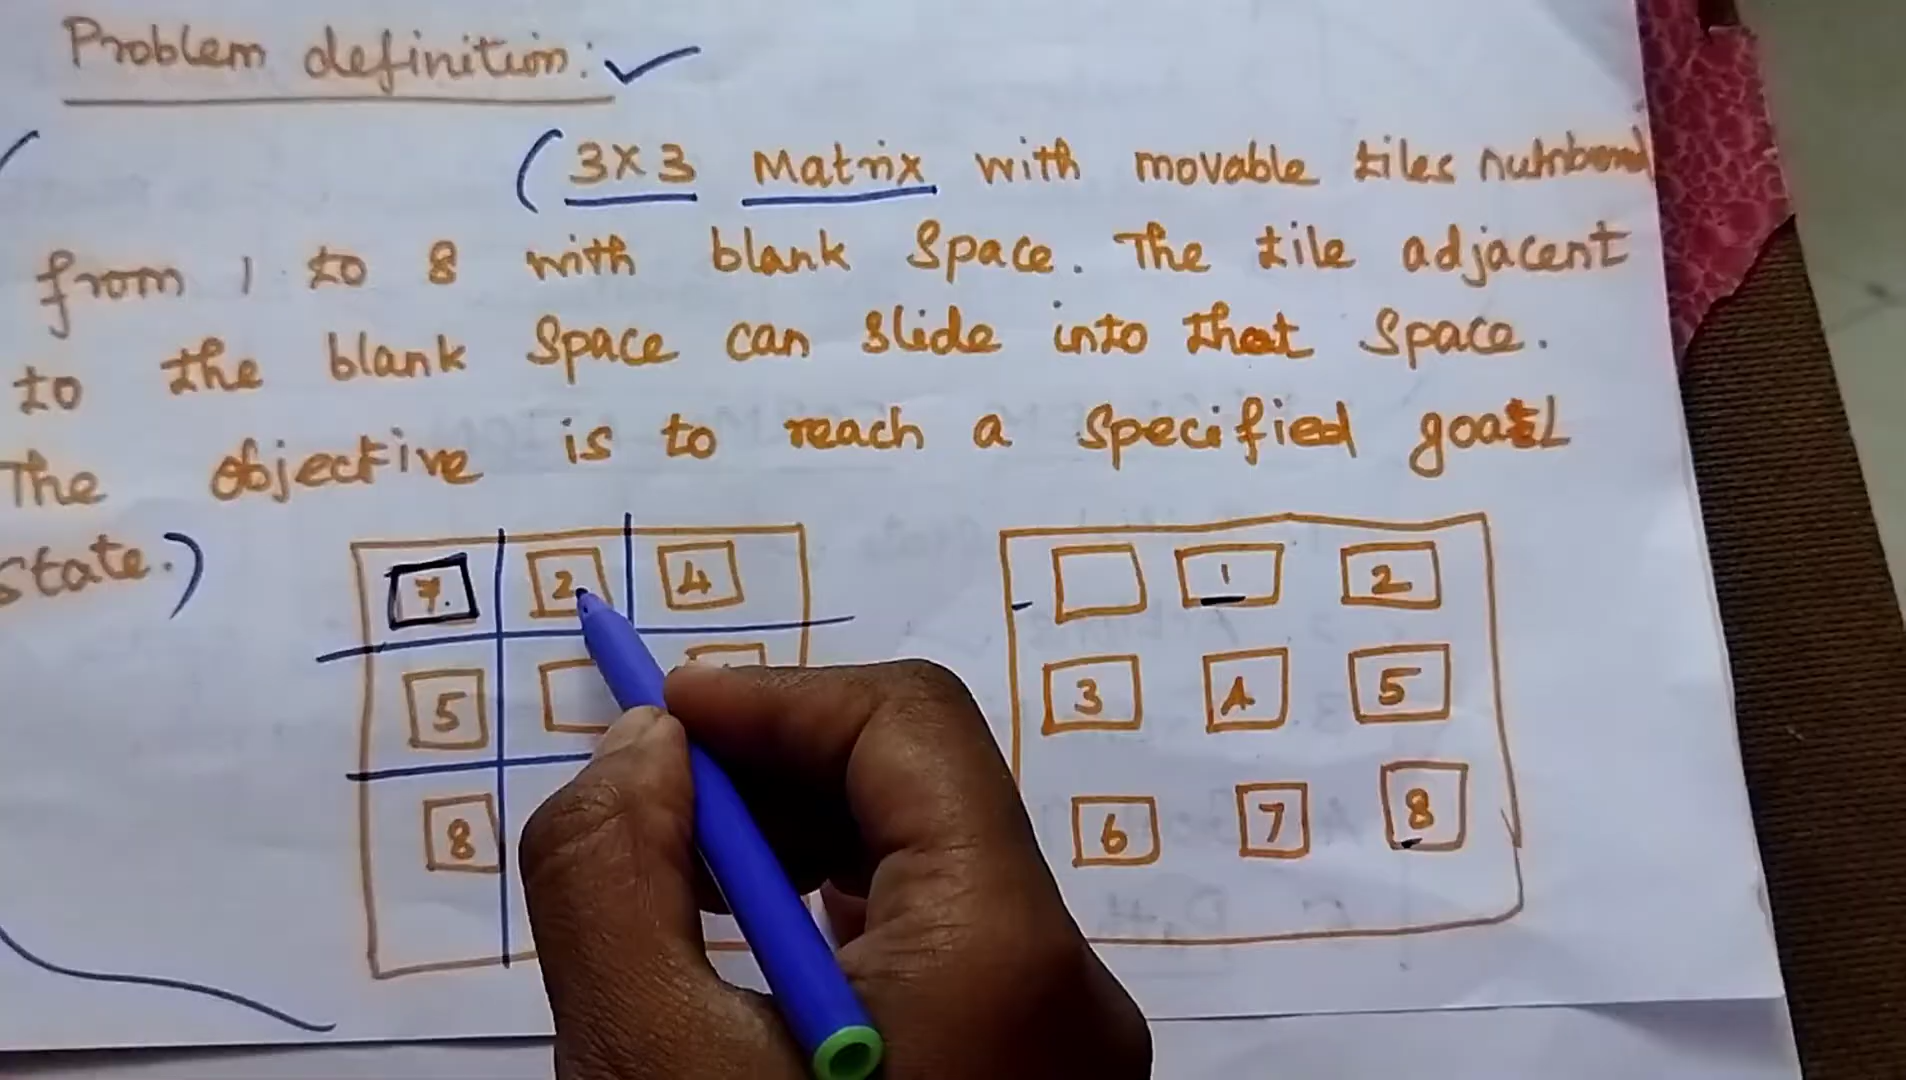 Problem definition:
(3x3 Matrix with movable tiles numbered
from 1 to 8 with blank Space. The tile adjacent
to the blank Space can slide into that Space.
The objective is to reach a specified goal
State.)
7. 2 4
5
8
1 2
3 4 5
6 7 8